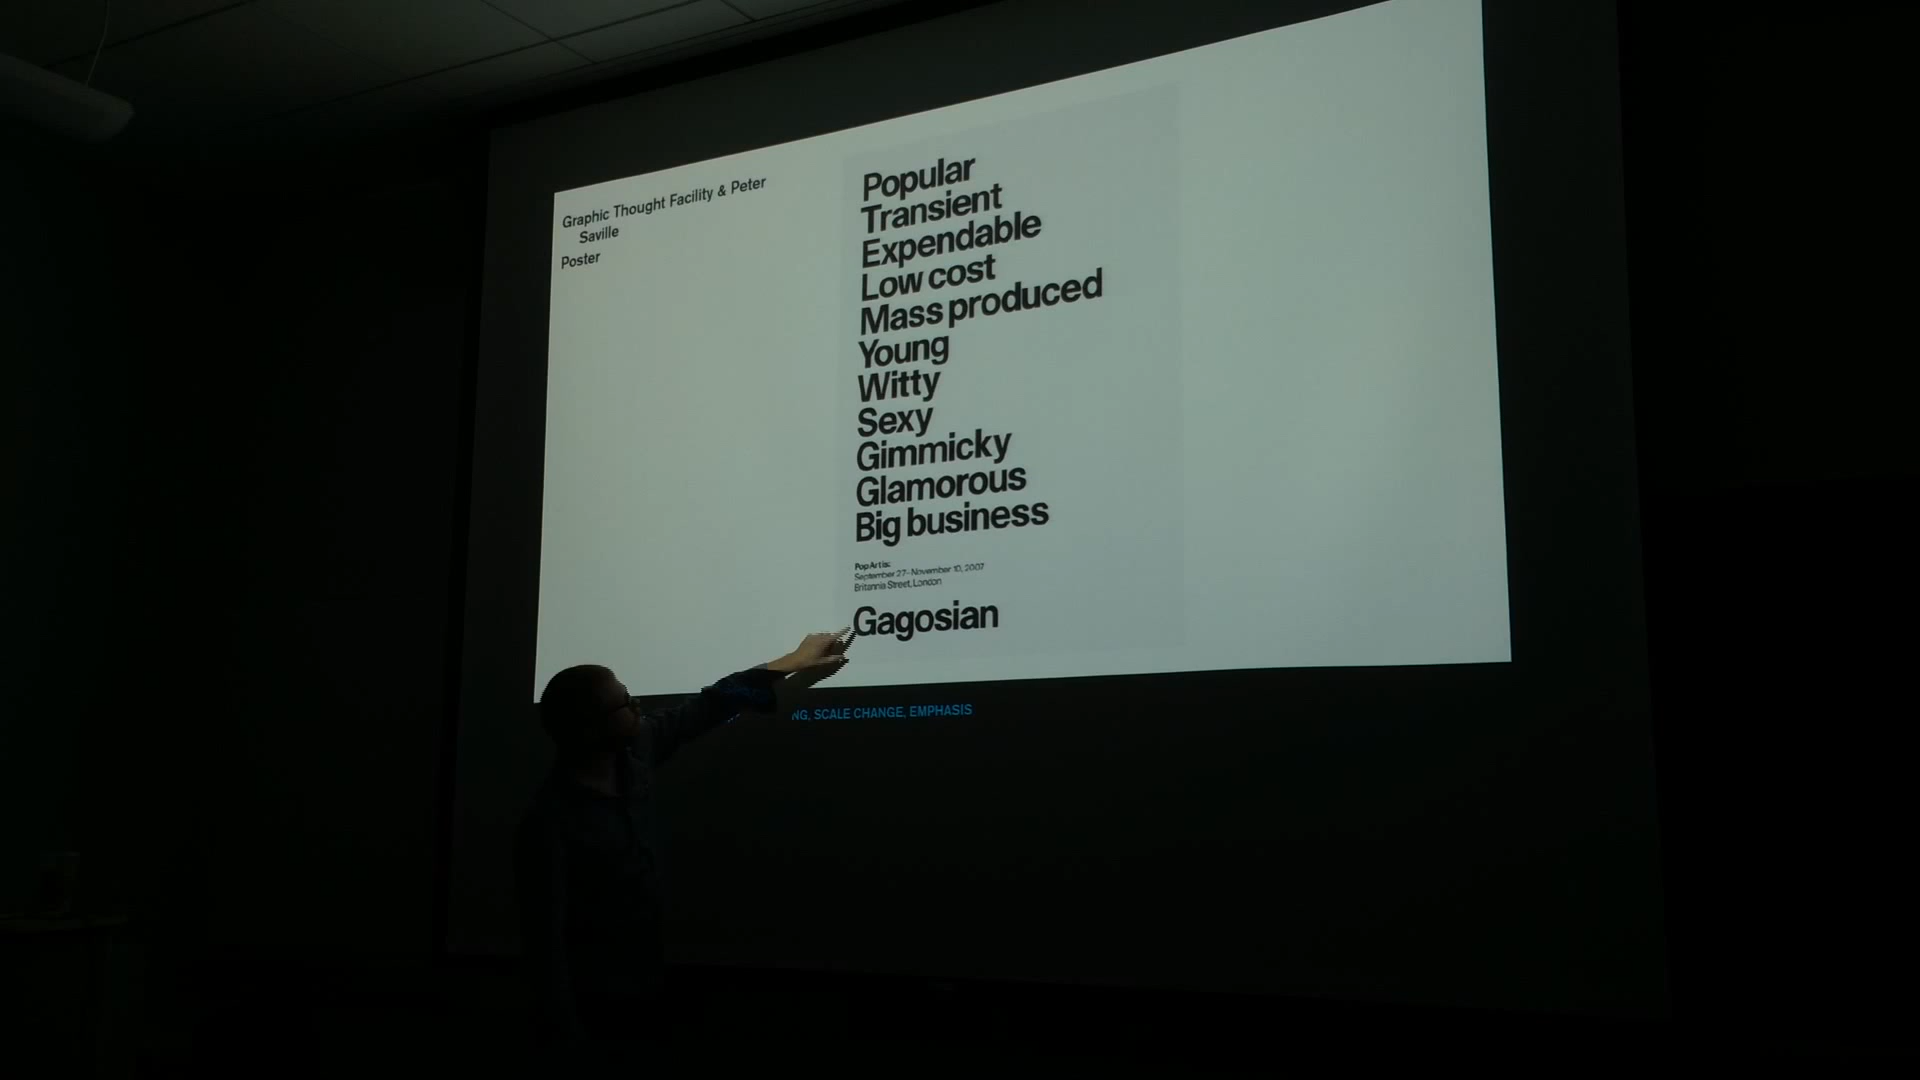 Graphic Thought Facility & Peter
Saville
Poster
Popular
Transient
Expendable
Low cost
Mass produced
Young
Witty
Sexy
Gimmicky
Glamorous
Big business
Pop Art is:
September 27–November 10, 2007
Britannia Street, London
Gagosian
NG, SCALE CHANGE, EMPHASIS